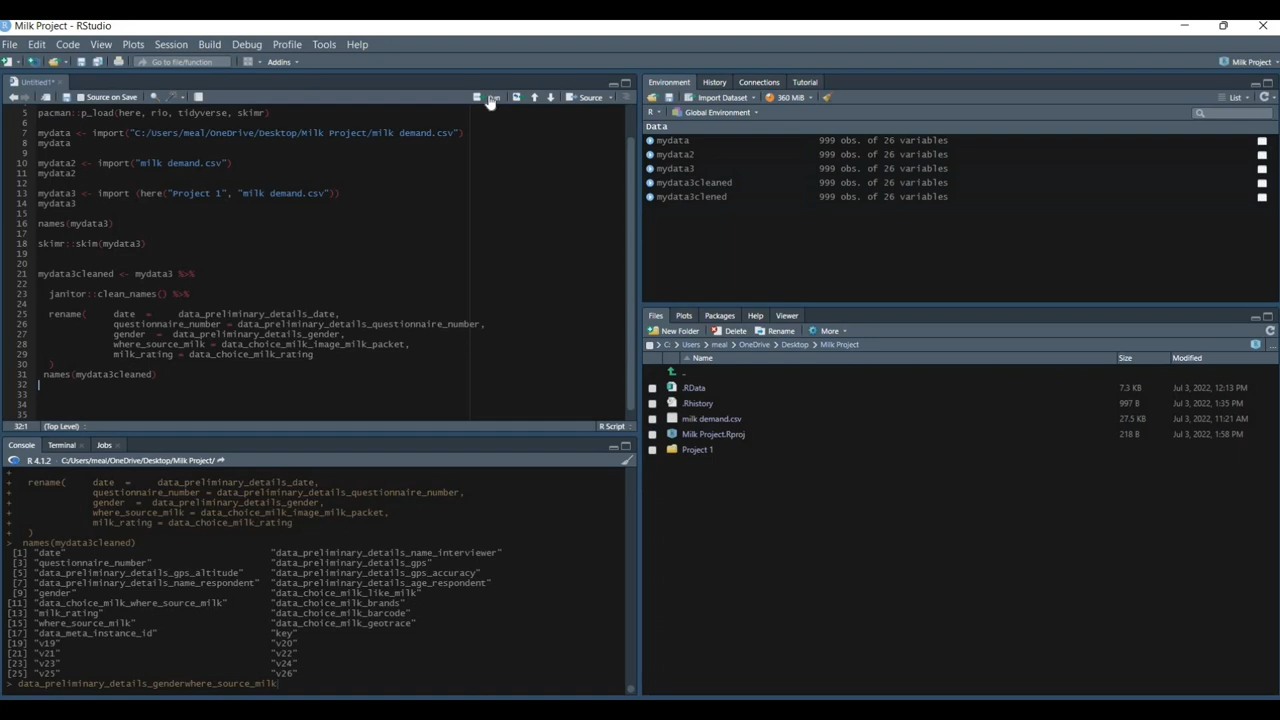 Milk Project - RStudio
File Edit Code View Plots Session Build Debug Profile Tools Help
Go to file/function Addins Milk Project
Untitled1*
Source on Save Run Source
5 pacman::p_load(here, rio, tidyverse, skimr)
6
7 mydata <- import("C:/Users/meal/OneDrive/Desktop/Milk Project/milk demand.csv")
8 mydata
9
10 mydata2 <- import("milk demand.csv")
11 mydata2
12
13 mydata3 <- import (here("Project 1", "milk demand.csv"))
14 mydata3
15
16 names(mydata3)
17
18 skimr::skim(mydata3)
19
20
21 mydata3cleaned <- mydata3 %>%
22
23 janitor::clean_names() %>%
24
25 rename( date = data_preliminary_details_date,
26 questionnaire_number = data_preliminary_details_questionnaire_number,
27 gender = data_preliminary_details_gender,
28 where_source_milk = data_choice_milk_image_milk_packet,
29 milk_rating = data_choice_milk_rating
30 )
31 names(mydata3cleaned)
32
33
34
35
32:1 (Top Level) R Script
Console Terminal Jobs
R 4.1.2 C:/Users/meal/OneDrive/Desktop/Milk Project/
+
+ rename( date = data_preliminary_details_date,
+ questionnaire_number = data_preliminary_details_questionnaire_number,
+ gender = data_preliminary_details_gender,
+ where_source_milk = data_choice_milk_image_milk_packet,
+ milk_rating = data_choice_milk_rating
+ )
> names(mydata3cleaned)
[1] "date" "data_preliminary_details_name_interviewer"
[3] "questionnaire_number" "data_preliminary_details_gps"
[5] "data_preliminary_details_gps_altitude" "data_preliminary_details_gps_accuracy"
[7] "data_preliminary_details_name_respondent" "data_preliminary_details_age_respondent"
[9] "gender" "data_choice_milk_like_milk"
[11] "data_choice_milk_where_source_milk" "data_choice_milk_brands"
[13] "milk_rating" "data_choice_milk_barcode"
[15] "where_source_milk" "data_choice_milk_geotrace"
[17] "data_meta_instance_id" "key"
[19] "v19" "v20"
[21] "v21" "v22"
[23] "v23" "v24"
[25] "v25" "v26"
> data_preliminary_details_genderwhere_source_milk
Environment History Connections Tutorial
Import Dataset 360 MiB List
R Global Environment
Data
mydata 999 obs. of 26 variables
mydata2 999 obs. of 26 variables
mydata3 999 obs. of 26 variables
mydata3cleaned 999 obs. of 26 variables
mydata3clened 999 obs. of 26 variables
Files Plots Packages Help Viewer
New Folder Delete Rename More
C: > Users > meal > OneDrive > Desktop > Milk Project
Name Size Modified
..
.RData 7.3 KB Jul 3, 2022, 12:13 PM
.Rhistory 997 B Jul 3, 2022, 1:35 PM
milk demand.csv 27.5 KB Jul 3, 2022, 11:21 AM
Milk Project.Rproj 218 B Jul 3, 2022, 1:58 PM
Project 1